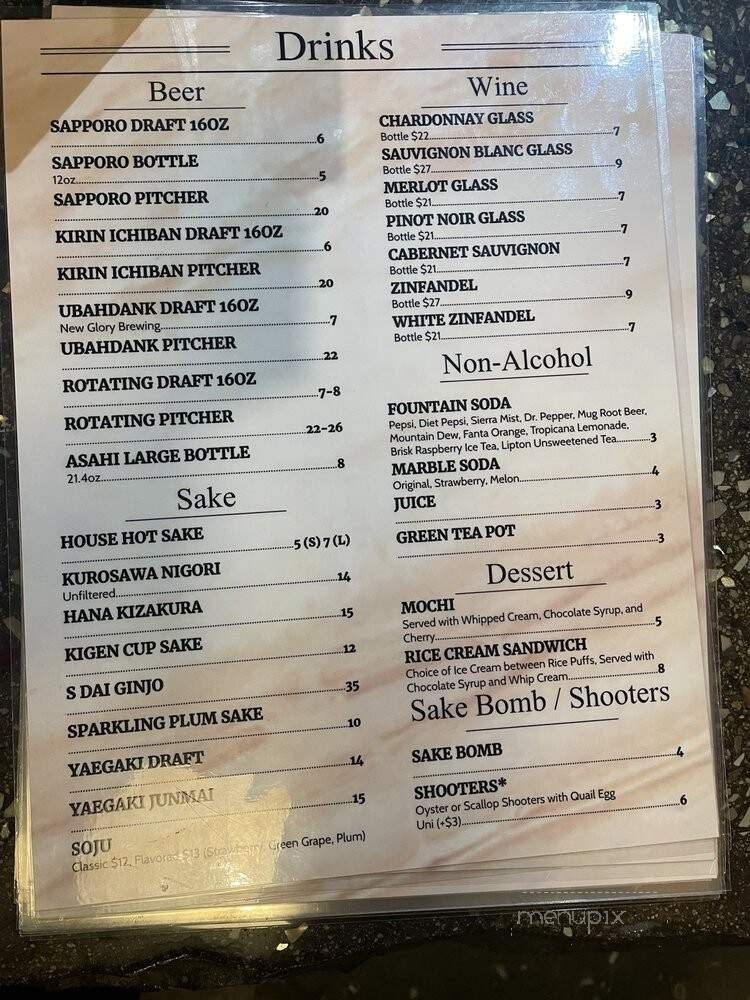 Drinks
Beer
SAPPORO DRAFT 16OZ
6
SAPPORO BOTTLE
12oz 5
SAPPORO PITCHER
20
KIRIN ICHIBAN DRAFT 16OZ
6
KIRIN ICHIBAN PITCHER
20
UBAHDANK DRAFT 16OZ
New Glory Brewing 7
UBAHDANK PITCHER
22
ROTATING DRAFT 16OZ
7-8
ROTATING PITCHER
22-26
ASAHI LARGE BOTTLE
21.4oz 8
Sake
HOUSE HOT SAKE
5 (S) 7 (L)
KUROSAWA NIGORI
Unfiltered 14
HANA KIZAKURA
15
KIGEN CUP SAKE
12
S DAI GINJO
35
SPARKLING PLUM SAKE
10
YAEGAKI DRAFT
14
YAEGAKI JUNMAI
15
SOJU
Classic $12, Flavored $13 (Strawberry, Green Grape, Plum)
Wine
CHARDONNAY GLASS
Bottle $22 7
SAUVIGNON BLANC GLASS
Bottle $27 9
MERLOT GLASS
Bottle $21 7
PINOT NOIR GLASS
Bottle $21 7
CABERNET SAUVIGNON
Bottle $21 7
ZINFANDEL
Bottle $27 9
WHITE ZINFANDEL
Bottle $21 7
Non-Alcohol
FOUNTAIN SODA
Pepsi, Diet Pepsi, Sierra Mist, Dr. Pepper, Mug Root Beer,
Mountain Dew, Fanta Orange, Tropicana Lemonade,
Brisk Raspberry Ice Tea, Lipton Unsweetened Tea 3
MARBLE SODA
Original, Strawberry, Melon 4
JUICE
3
GREEN TEA POT
3
Dessert
MOCHI
Served with Whipped Cream, Chocolate Syrup, and
Cherry 5
RICE CREAM SANDWICH
Choice of Ice Cream between Rice Puffs, Served with
Chocolate Syrup and Whip Cream 8
Sake Bomb / Shooters
SAKE BOMB
4
SHOOTERS*
Oyster or Scallop Shooters with Quail Egg
Uni (+$3) 6
menupix